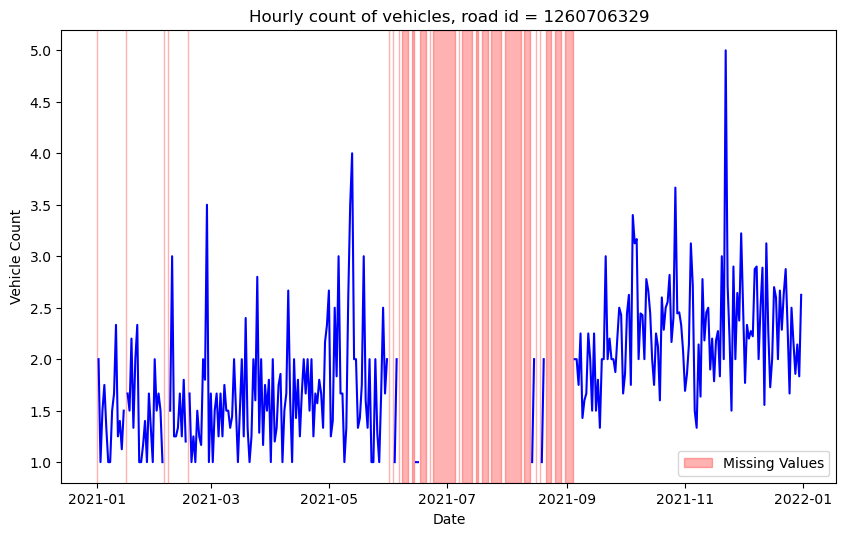 Hourly count of vehicles, road id = 1260706329
5.0
4.5
4.0
3.5
3.0
2.5
2.0
1.5
1.0
Vehicle Count
Missing Values
2021-01 2021-03 2021-05 2021-07 2021-09 2021-11 2022-01
Date